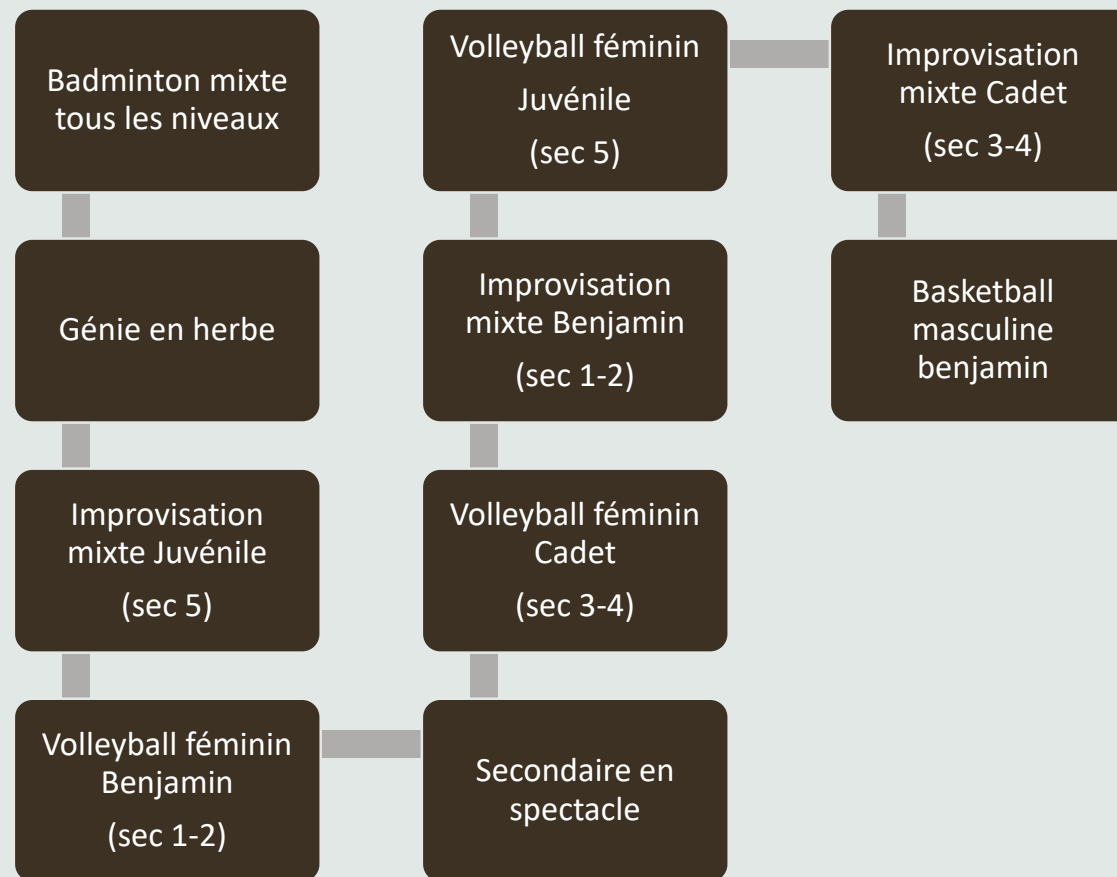 Badminton mixte
tous les niveaux
Génie en herbe
Improvisation
mixte Juvénile
(sec 5)
Volleyball féminin
Benjamin
(sec 1-2)
Secondaire en
spectacle
Volleyball féminin
Cadet
(sec 3-4)
Improvisation
mixte Benjamin
(sec 1-2)
Volleyball féminin
Juvénile
(sec 5)
Improvisation
mixte Cadet
(sec 3-4)
Basketball
masculine
benjamin